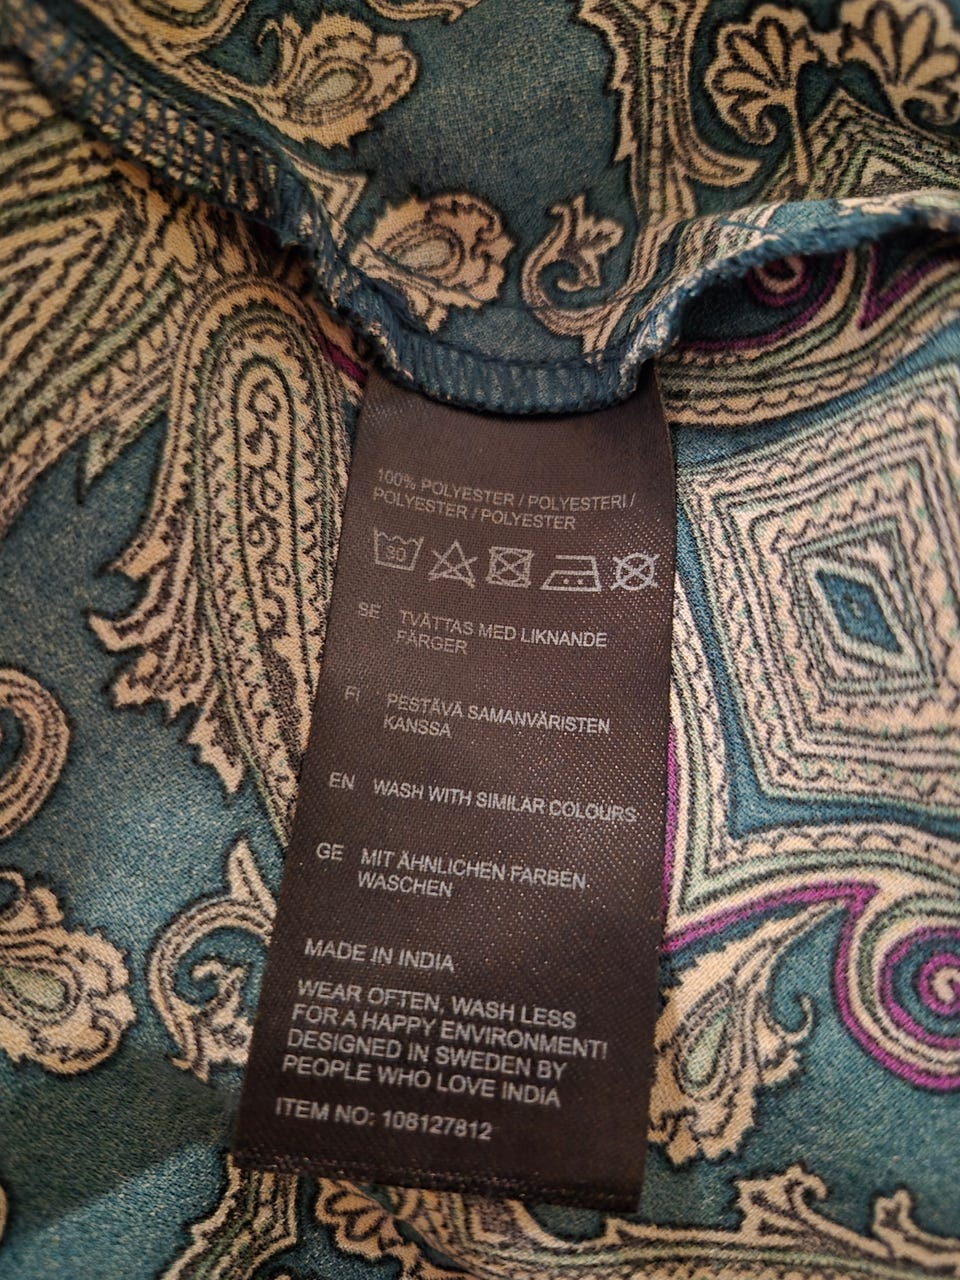 100% POLYESTER / POLYESTERI /
POLYESTER / POLYESTER
30
SE TVÄTTAS MED LIKNANDE
FÄRGER
FI PESTÄVÄ SAMANVÄRISTEN
KANSSA
EN WASH WITH SIMILAR COLOURS
GE MIT ÄHNLICHEN FARBEN
WASCHEN
MADE IN INDIA
WEAR OFTEN, WASH LESS
FOR A HAPPY ENVIRONMENT!
DESIGNED IN SWEDEN BY
PEOPLE WHO LOVE INDIA
ITEM NO: 108127812